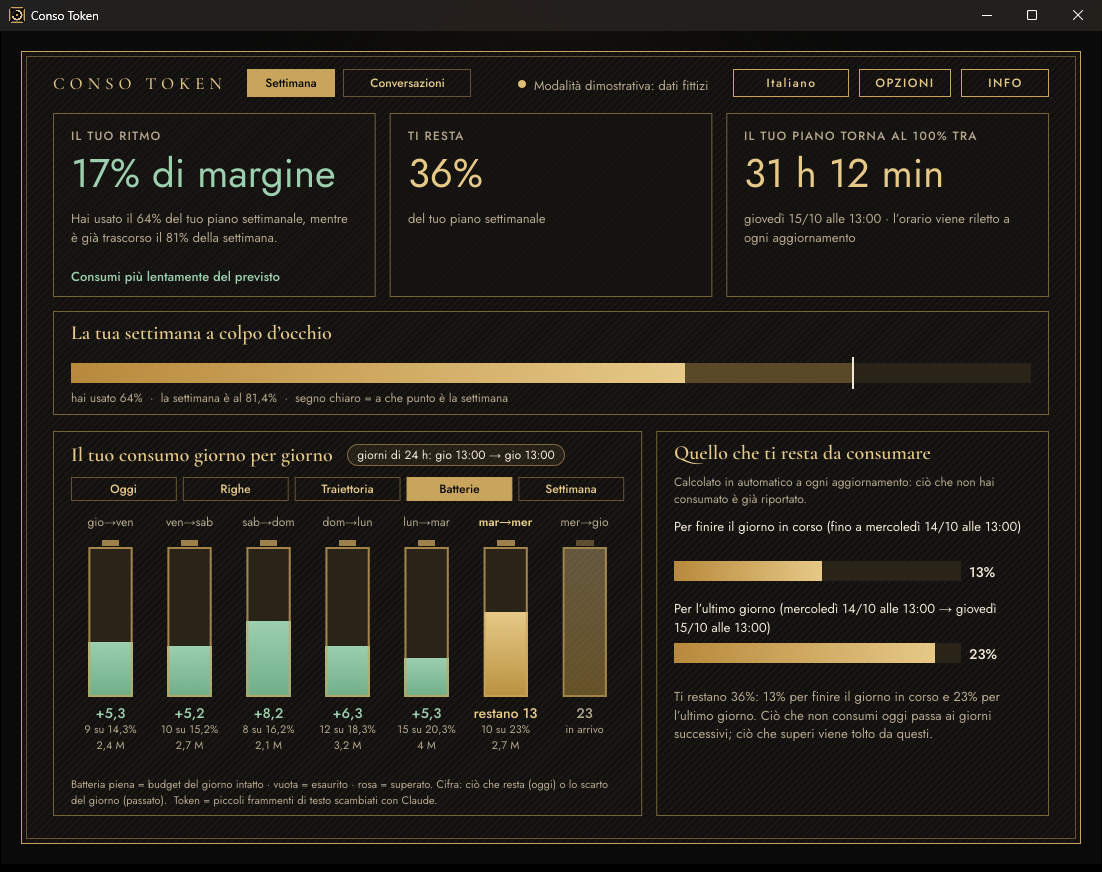 Conso Token
CONSO TOKEN
Settimana
Conversazioni
Modalità dimostrativa: dati fittizi
Italiano
OPZIONI
INFO
IL TUO RITMO
17% di margine
Hai usato il 64% del tuo piano settimanale, mentre
è già trascorso il 81% della settimana.
Consumi più lentamente del previsto
TI RESTA
36%
del tuo piano settimanale
IL TUO PIANO TORNA AL 100% TRA
31 h 12 min
giovedì 15/10 alle 13:00 · l’orario viene riletto a
ogni aggiornamento
La tua settimana a colpo d’occhio
hai usato 64% · la settimana è al 81,4% · segno chiaro = a che punto è la settimana
Il tuo consumo giorno per giorno
giorni di 24 h: gio 13:00 → gio 13:00
Oggi
Righe
Traiettoria
Batterie
Settimana
gio→ven
ven→sab
sab→dom
dom→lun
lun→mar
mar→mer
mer→gio
+5,3
+5,2
+8,2
+6,3
+5,3
restano 13
23
9 su 14,3%
10 su 15,2%
8 su 16,2%
12 su 18,3%
15 su 20,3%
10 su 23%
in arrivo
2,4 M
2,7 M
2,1 M
3,2 M
4 M
2,7 M
Batteria piena = budget del giorno intatto · vuota = esaurito · rosa = superato. Cifra: ciò che resta (oggi) o lo scarto
del giorno (passato). Token = piccoli frammenti di testo scambiati con Claude.
Quello che ti resta da consumare
Calcolato in automatico a ogni aggiornamento: ciò che non hai
consumato è già riportato.
Per finire il giorno in corso (fino a mercoledì 14/10 alle 13:00)
13%
Per l’ultimo giorno (mercoledì 14/10 alle 13:00 → giovedì
15/10 alle 13:00)
23%
Ti restano 36%: 13% per finire il giorno in corso e 23% per
l’ultimo giorno. Ciò che non consumi oggi passa ai giorni
successivi; ciò che superi viene tolto da questi.